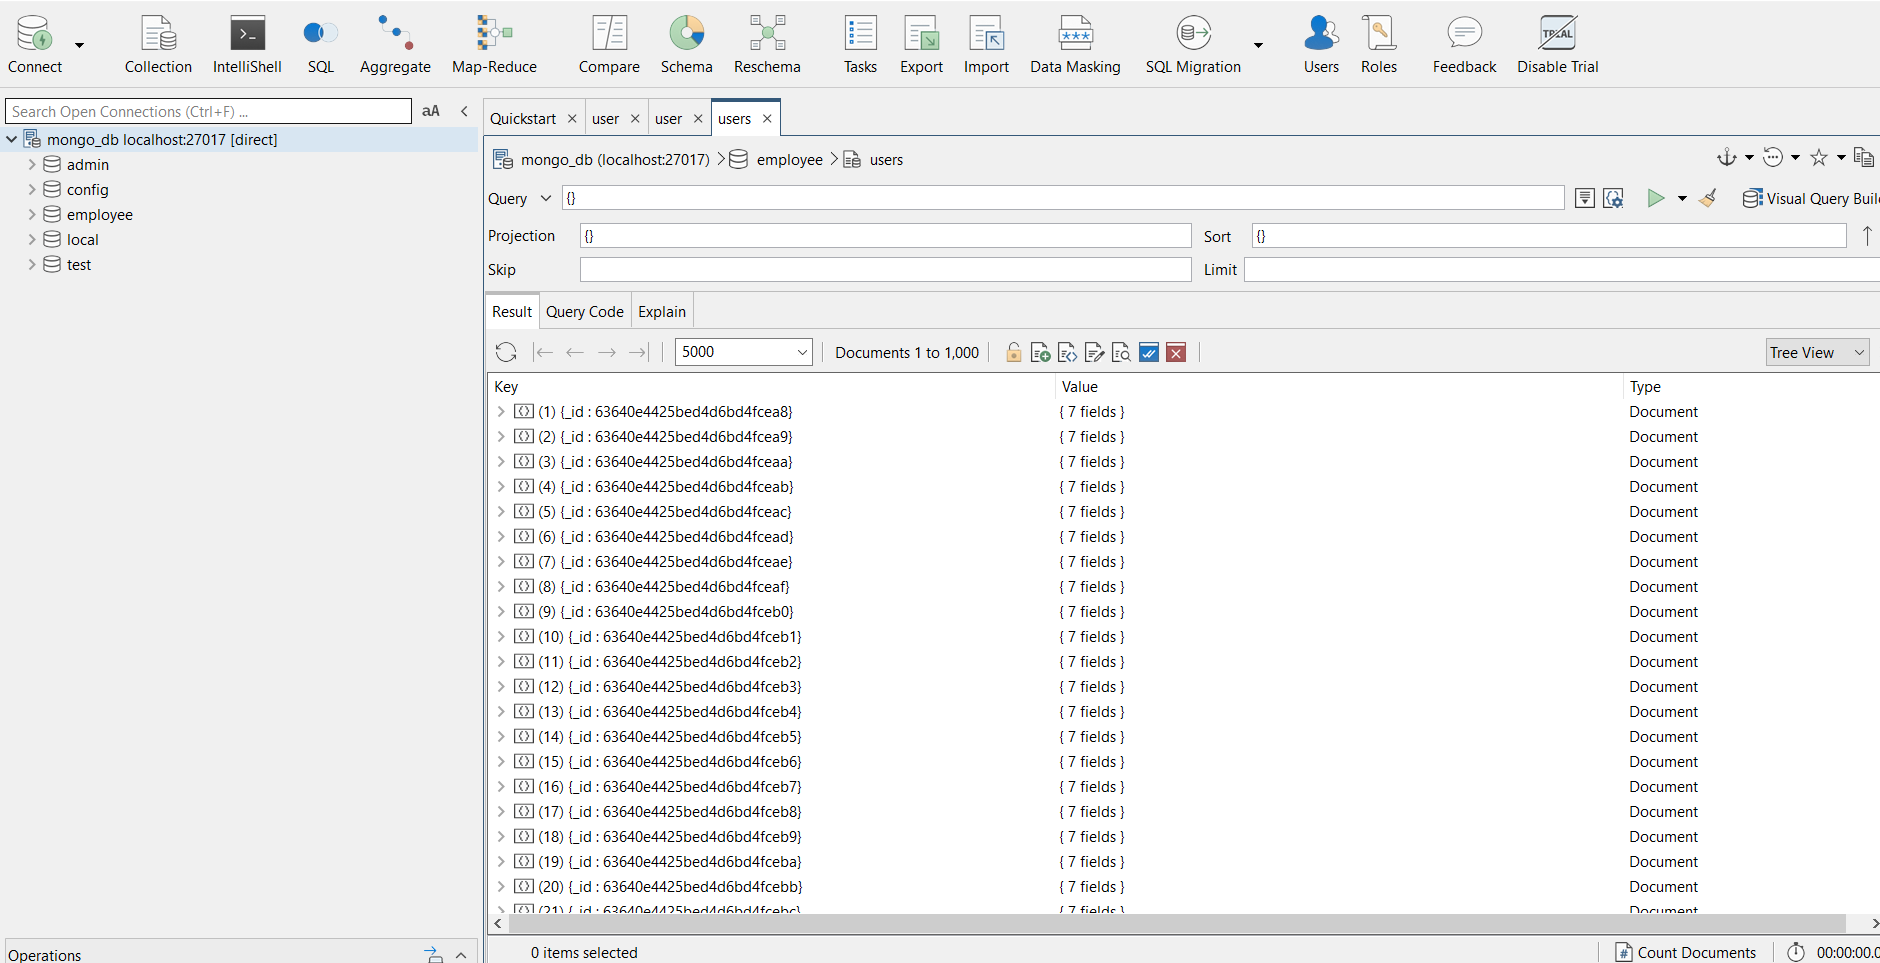 Connect Collection IntelliShell SQL Aggregate Map-Reduce Compare Schema Reschema Tasks Export Import Data Masking SQL Migration Users Roles Feedback Disable Trial
Search Open Connections (Ctrl+F) ... aA
mongo_db localhost:27017 [direct]
admin
config
employee
local
test
Quickstart user user users
mongo_db (localhost:27017) employee users
Query {} Visual Query Buil
Projection {} Sort {}
Skip Limit
Result Query Code Explain
5000 Documents 1 to 1,000 Tree View
Key Value Type
(1) {_id : 63640e4425bed4d6bd4fcea8} { 7 fields } Document
(2) {_id : 63640e4425bed4d6bd4fcea9} { 7 fields } Document
(3) {_id : 63640e4425bed4d6bd4fceaa} { 7 fields } Document
(4) {_id : 63640e4425bed4d6bd4fceab} { 7 fields } Document
(5) {_id : 63640e4425bed4d6bd4fceac} { 7 fields } Document
(6) {_id : 63640e4425bed4d6bd4fcead} { 7 fields } Document
(7) {_id : 63640e4425bed4d6bd4fceae} { 7 fields } Document
(8) {_id : 63640e4425bed4d6bd4fceaf} { 7 fields } Document
(9) {_id : 63640e4425bed4d6bd4fceb0} { 7 fields } Document
(10) {_id : 63640e4425bed4d6bd4fceb1} { 7 fields } Document
(11) {_id : 63640e4425bed4d6bd4fceb2} { 7 fields } Document
(12) {_id : 63640e4425bed4d6bd4fceb3} { 7 fields } Document
(13) {_id : 63640e4425bed4d6bd4fceb4} { 7 fields } Document
(14) {_id : 63640e4425bed4d6bd4fceb5} { 7 fields } Document
(15) {_id : 63640e4425bed4d6bd4fceb6} { 7 fields } Document
(16) {_id : 63640e4425bed4d6bd4fceb7} { 7 fields } Document
(17) {_id : 63640e4425bed4d6bd4fceb8} { 7 fields } Document
(18) {_id : 63640e4425bed4d6bd4fceb9} { 7 fields } Document
(19) {_id : 63640e4425bed4d6bd4fceba} { 7 fields } Document
(20) {_id : 63640e4425bed4d6bd4fcebb} { 7 fields } Document
(21) {_id : 63640e4425bed4d6bd4fcebc} { 7 fields } Document
Operations 0 items selected Count Documents 00:00:00.0